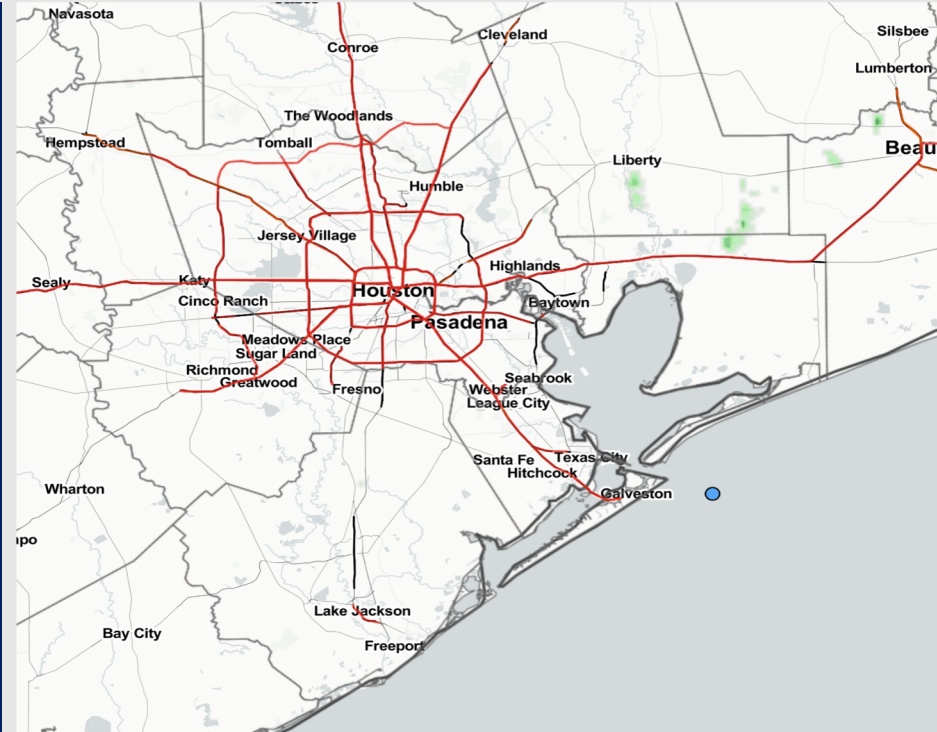 Navasota
Conroe
Cleveland
Silsbee
Lumberton
The Woodlands
Hempstead
Tomball
Beau
Liberty
Humble
Jersey Village
Highlands
Sealy
Katy
Houston
Cinco Ranch
Baytown
Pasadena
Meadows Place
Sugar Land
Richmond
Greatwood
Fresno
Seabrook
Webster
League City
Santa Fe
Texas City
Hitchcock
Wharton
Galveston
npo
Lake Jackson
Bay City
Freeport